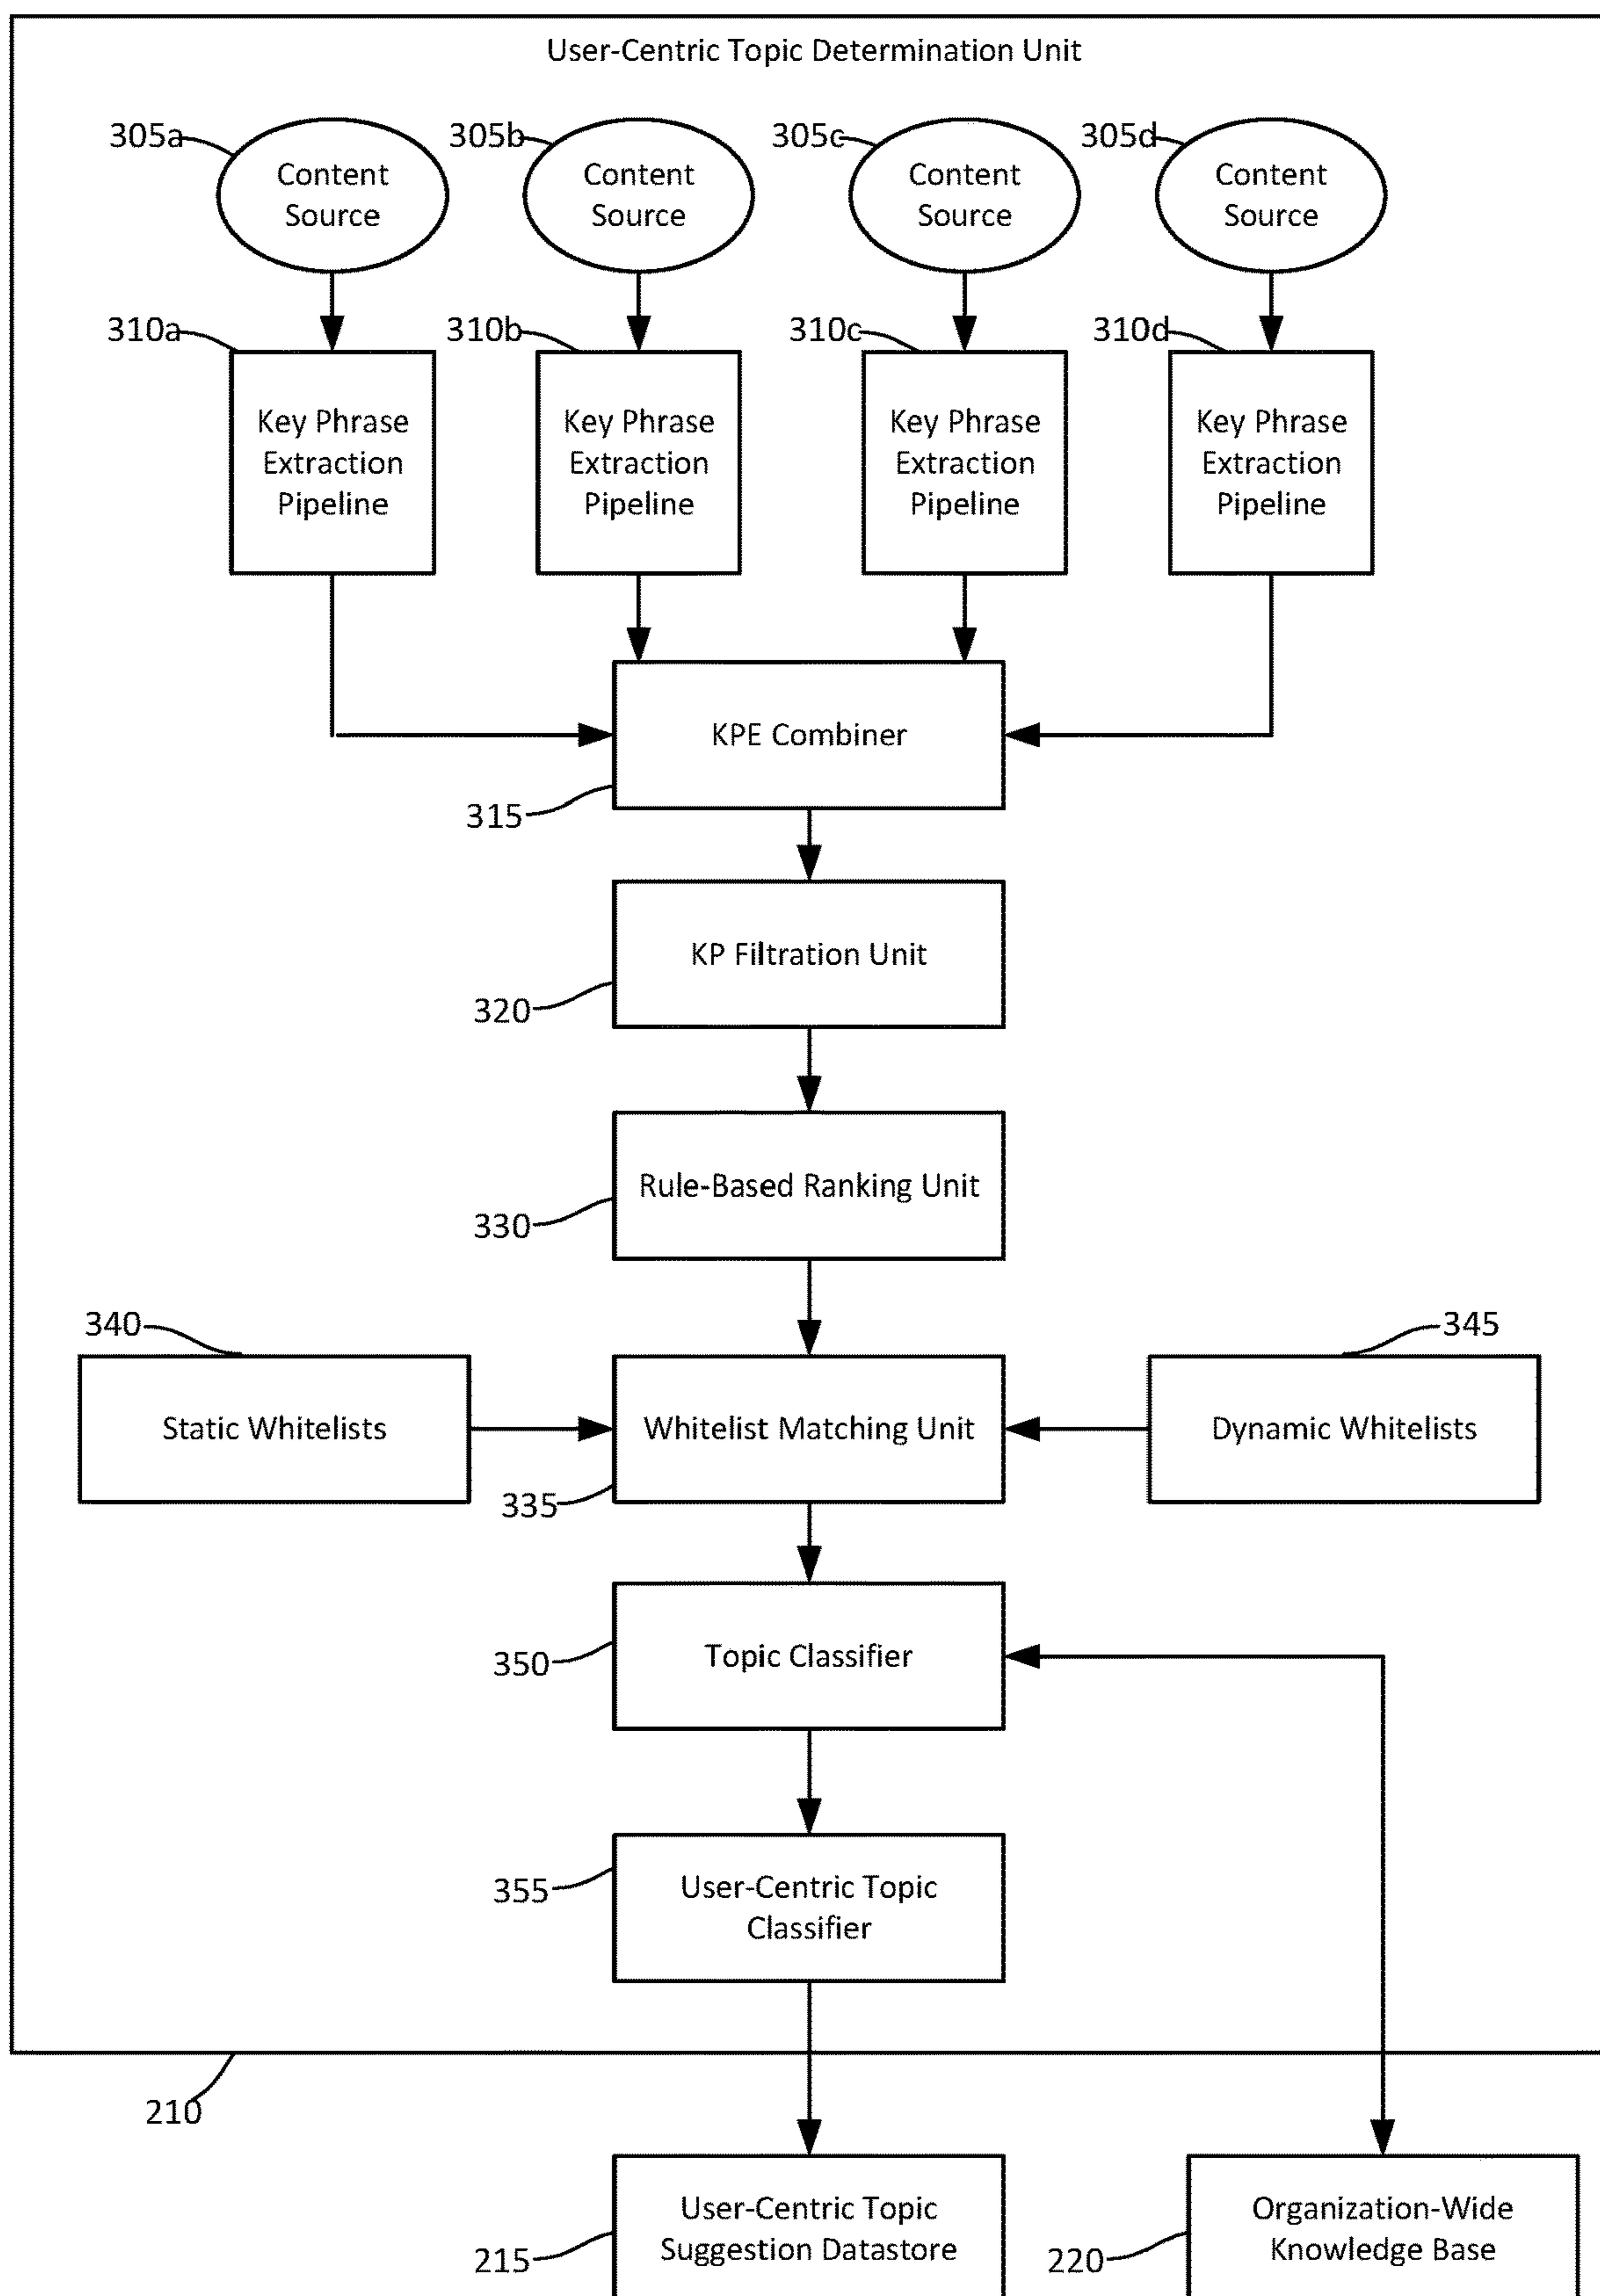 User-Centric Topic Determination Unit
305a
305b
305c
305d
Content
Source
Content
Source
Content
Source
Content
Source
310a
310b
310c
310d
Key Phrase
Extraction
Pipeline
Key Phrase
Extraction
Pipeline
Key Phrase
Extraction
Pipeline
Key Phrase
Extraction
Pipeline
KPE Combiner
315
KP Filtration Unit
320
Rule-Based Ranking Unit
330
340
345
Static Whitelists
Whitelist Matching Unit
Dynamic Whitelists
335
Topic Classifier
350
User-Centric Topic
Classifier
355
210
User-Centric Topic
Suggestion Datastore
215
Organization-Wide
Knowledge Base
220